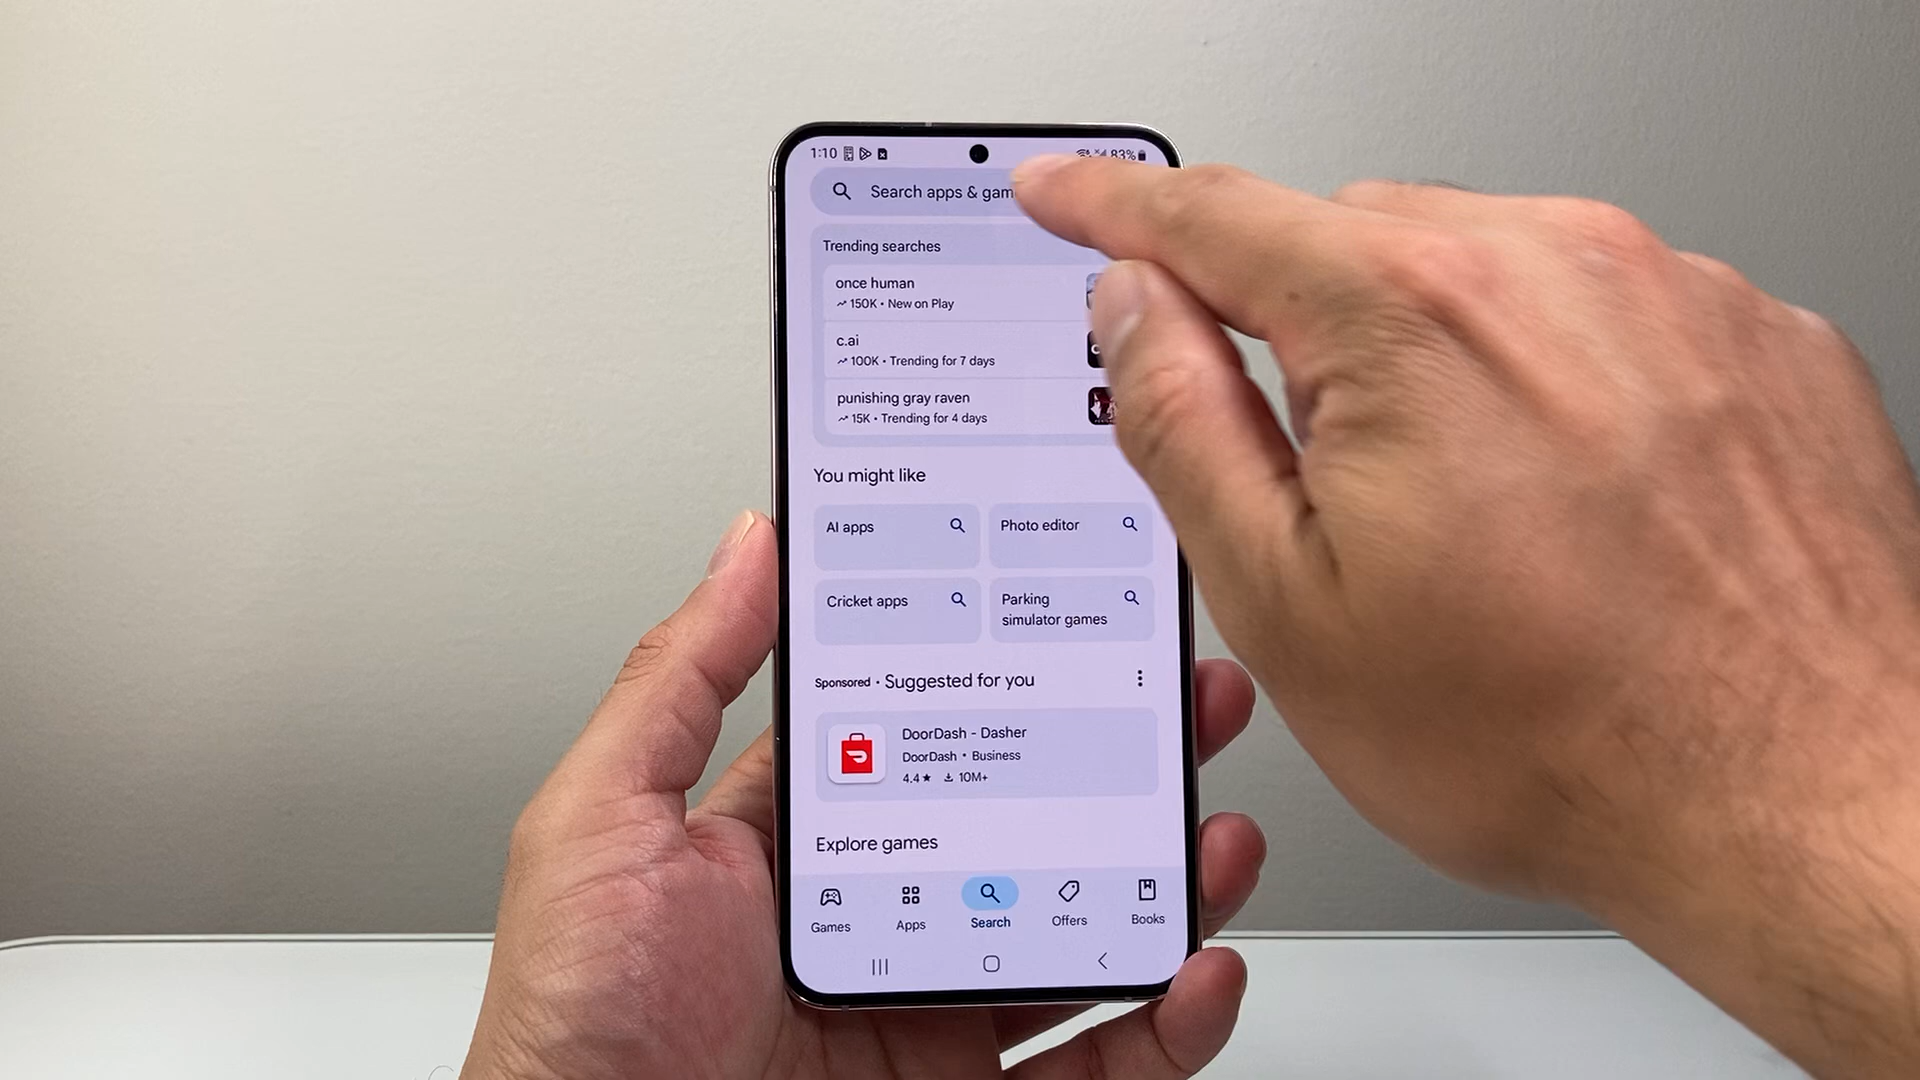 1:10
83%
Search apps & gam
Trending searches
once human
150K • New on Play
c.ai
100K • Trending for 7 days
punishing gray raven
15K • Trending for 4 days
You might like
AI apps
Photo editor
Cricket apps
Parking
simulator games
Sponsored • Suggested for you
DoorDash - Dasher
DoorDash • Business
4.4★ 10M+
Explore games
Games
Apps
Search
Offers
Books